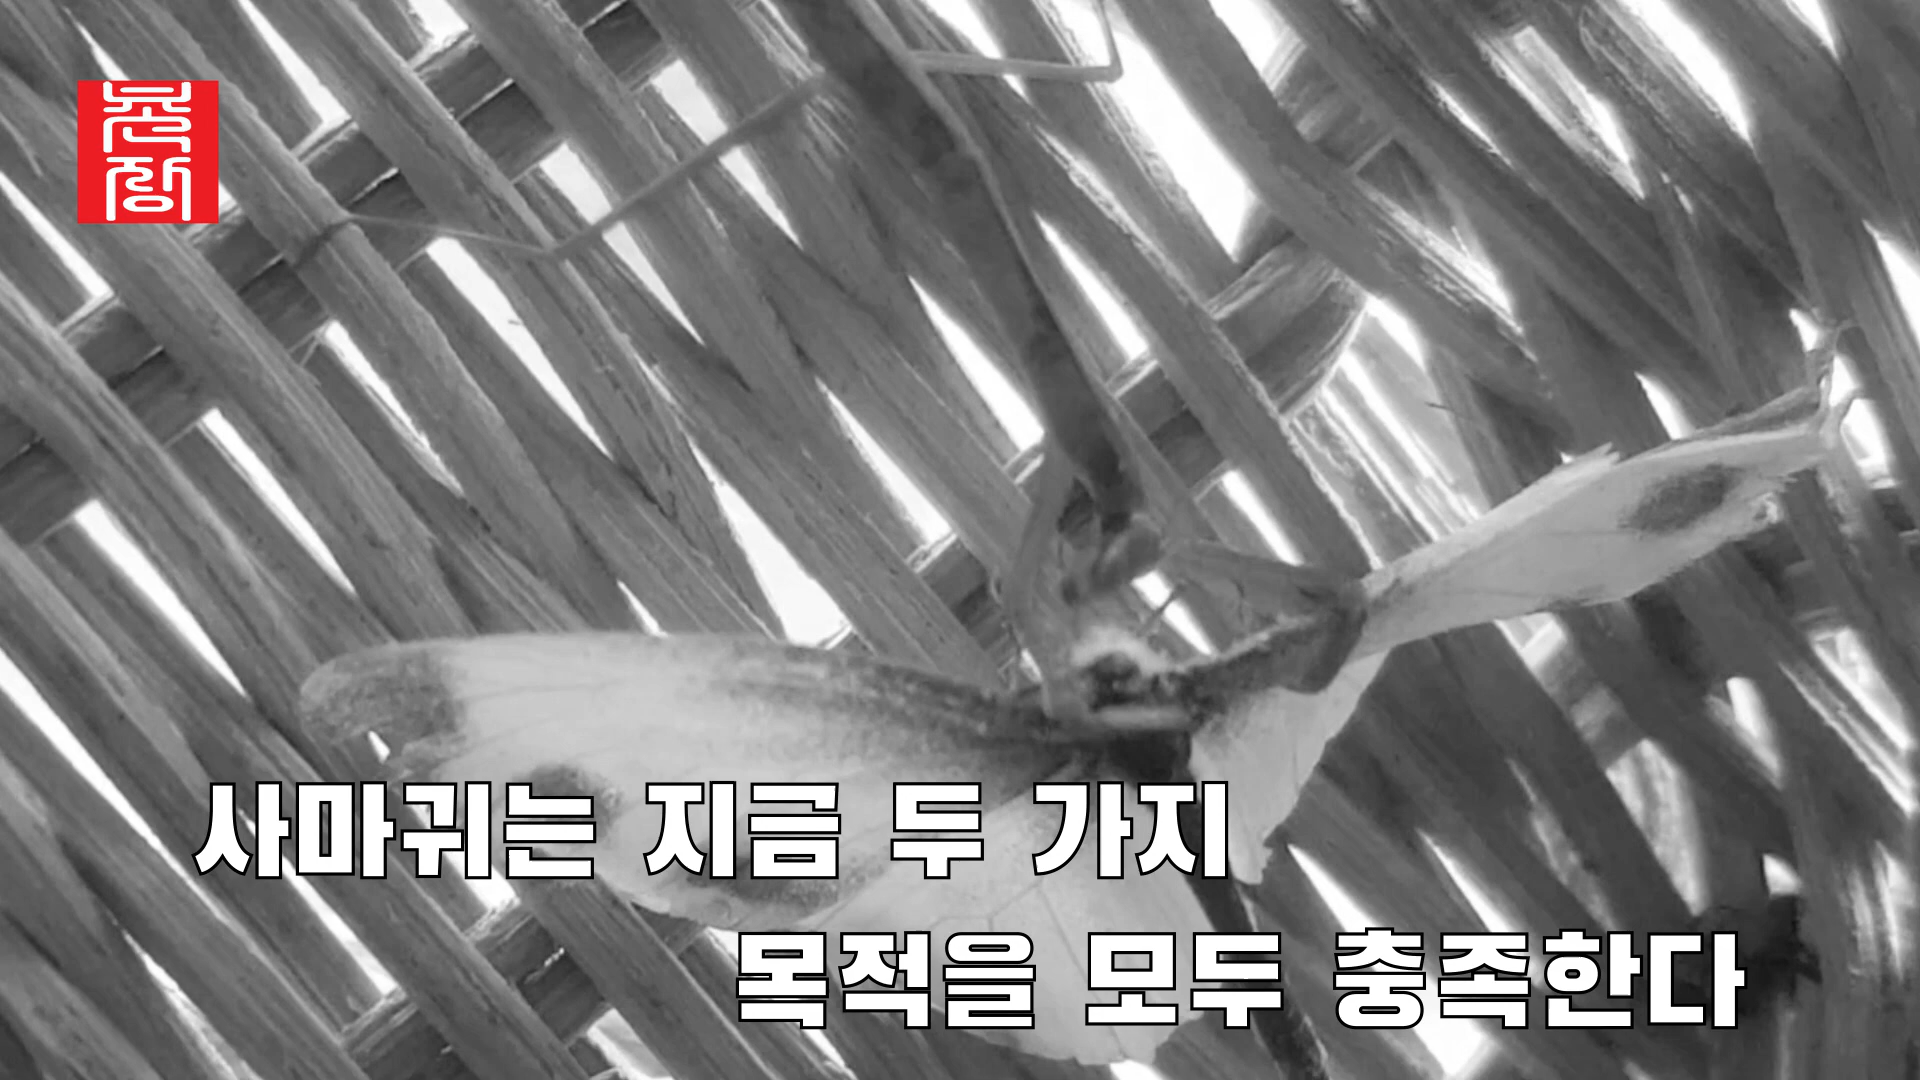 사마귀는 지금 두 가지
목적을 모두 충족한다